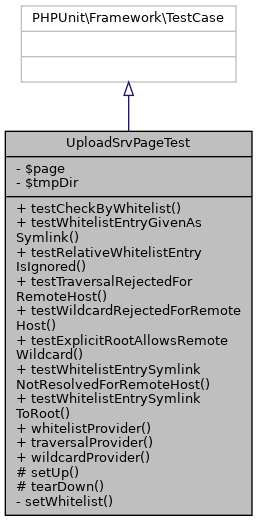 PHPUnit\Framework\TestCase
UploadSrvPageTest
- $page
- $tmpDir
+ testCheckByWhitelist()
+ testWhitelistEntryGivenAs
Symlink()
+ testRelativeWhitelistEntry
IsIgnored()
+ testTraversalRejectedFor
RemoteHost()
+ testWildcardRejectedForRemote
Host()
+ testExplicitRootAllowsRemote
Wildcard()
+ testWhitelistEntrySymlink
NotResolvedForRemoteHost()
+ testWhitelistEntrySymlink
ToRoot()
+ whitelistProvider()
+ traversalProvider()
+ wildcardProvider()
# setUp()
# tearDown()
- setWhitelist()